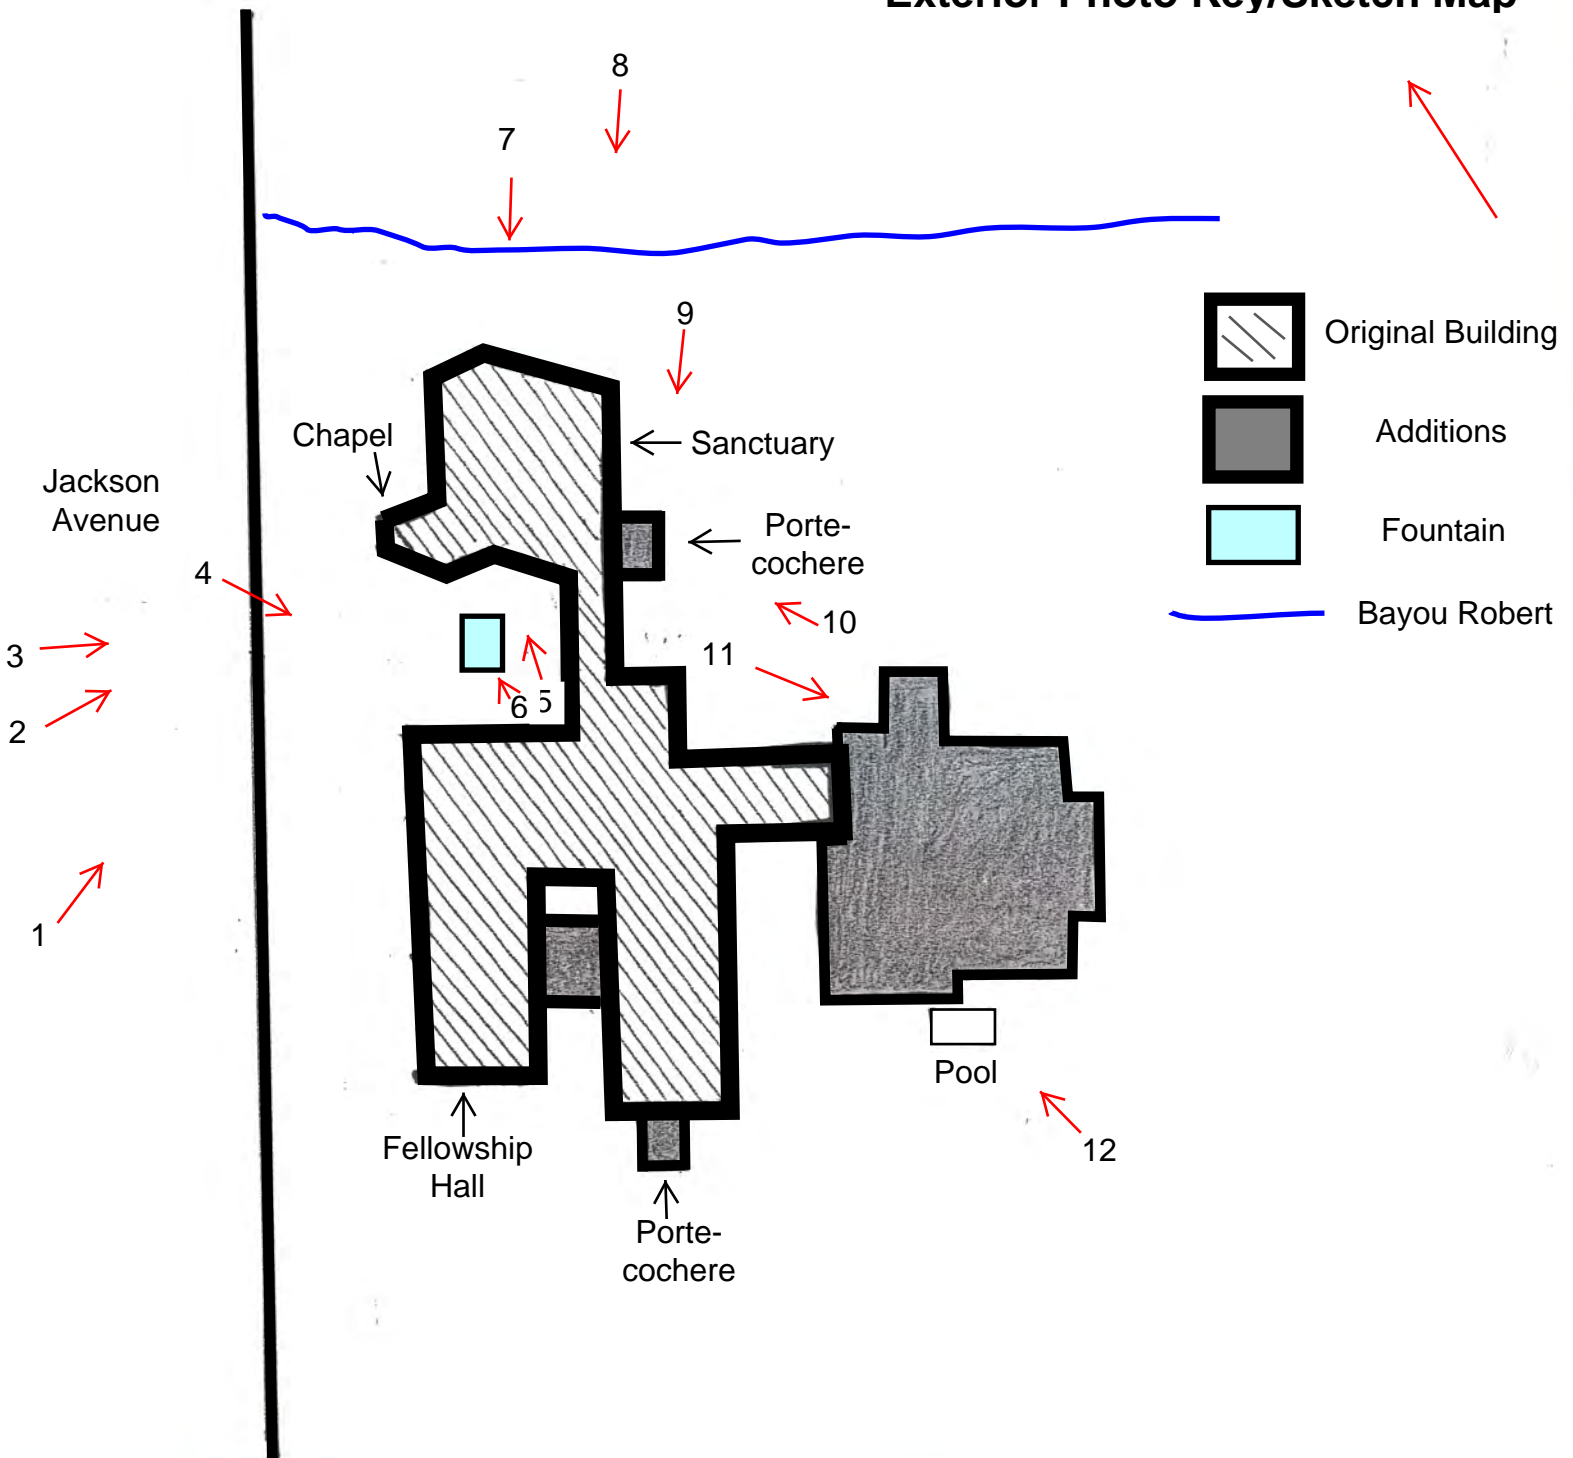 Exterior Photo Key/Sketch Map
8
7
9
Original Building
Chapel
Sanctuary
Additions
Jackson
Avenue
Porte-
cochere
Fountain
4
10
Bayou Robert
3
11
6
5
2
1
Pool
12
Fellowship
Hall
Porte-
cochere